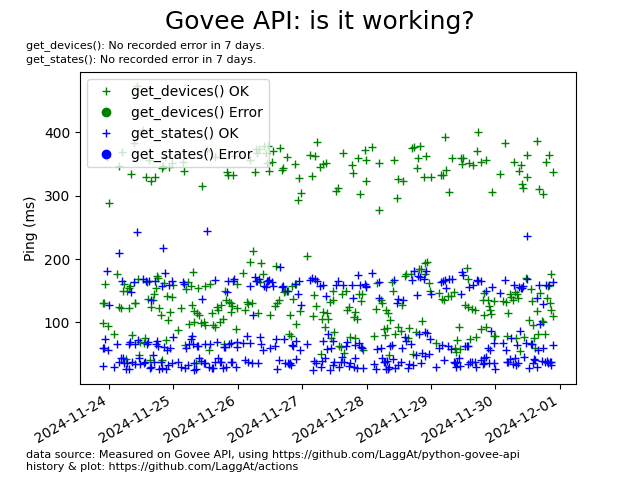 Govee API: is it working?
get_devices(): No recorded error in 7 days.
get_states(): No recorded error in 7 days.
get_devices() OK
get_devices() Error
get_states() OK
get_states() Error
Ping (ms)
400
300
200
100
2024-11-24
2024-11-25
2024-11-26
2024-11-27
2024-11-28
2024-11-29
2024-11-30
2024-12-01
data source: Measured on Govee API, using https://github.com/LaggAt/python-govee-api
history & plot: https://github.com/LaggAt/actions